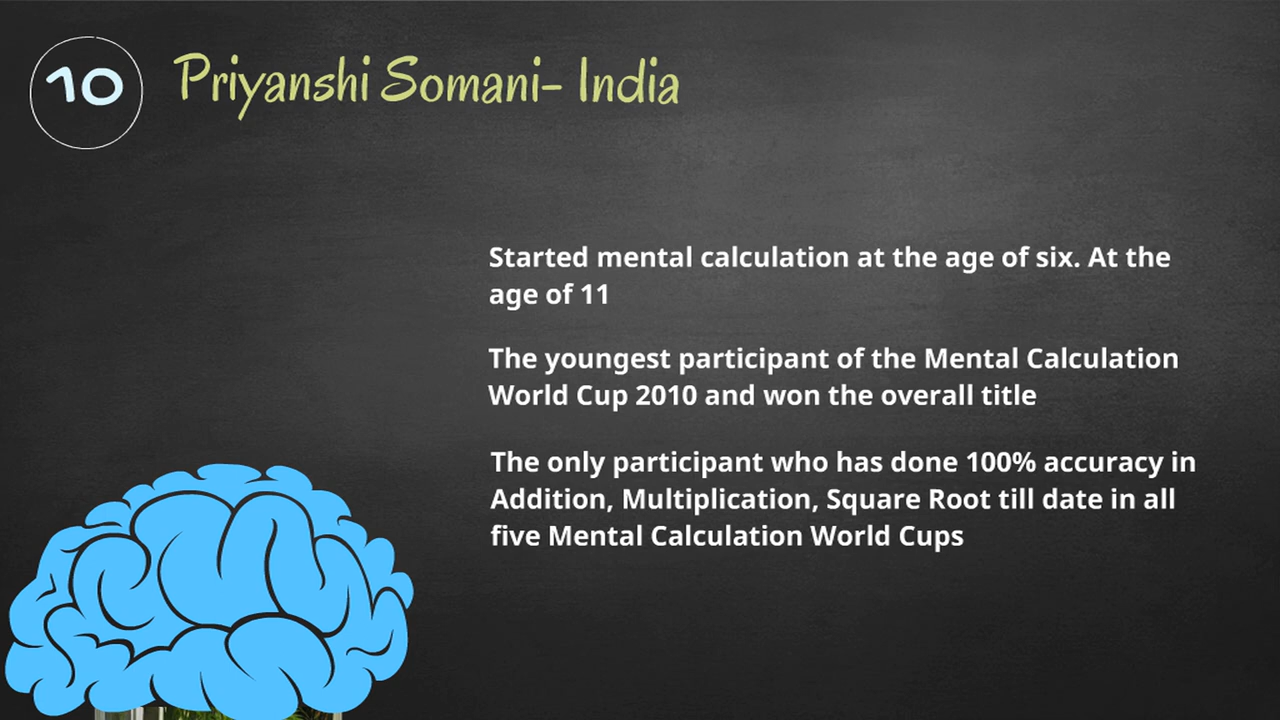 10
Priyanshi Somani- India
Started mental calculation at the age of six. At the
age of 11
The youngest participant of the Mental Calculation
World Cup 2010 and won the overall title
The only participant who has done 100% accuracy in
Addition, Multiplication, Square Root till date in all
five Mental Calculation World Cups